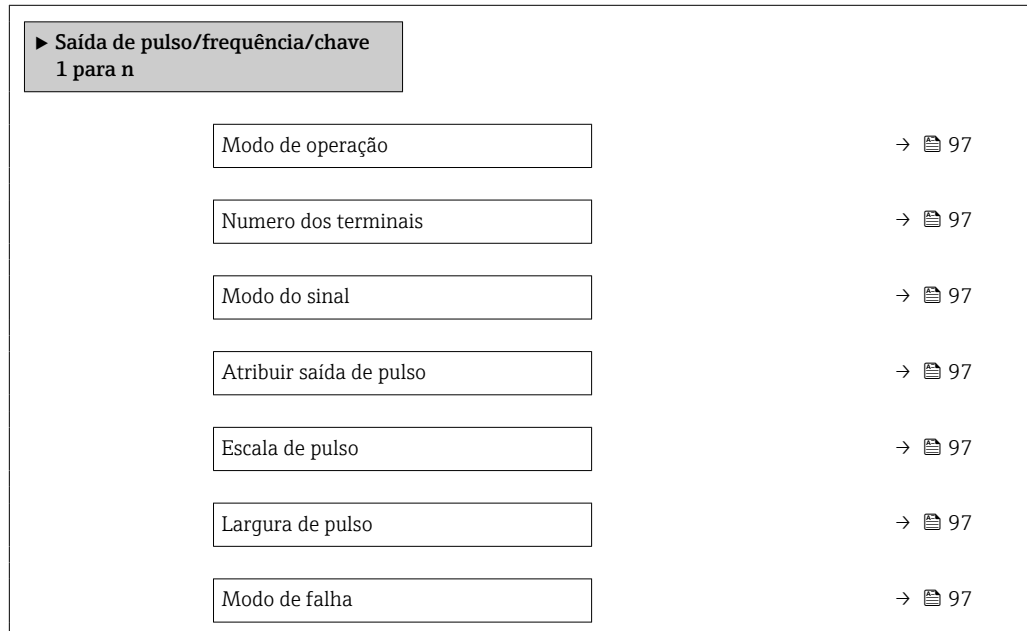 ▶ Saída de pulso/frequência/chave
1 para n
Modo de operação → 97
Numero dos terminais → 97
Modo do sinal → 97
Atribuir saída de pulso → 97
Escala de pulso → 97
Largura de pulso → 97
Modo de falha → 97